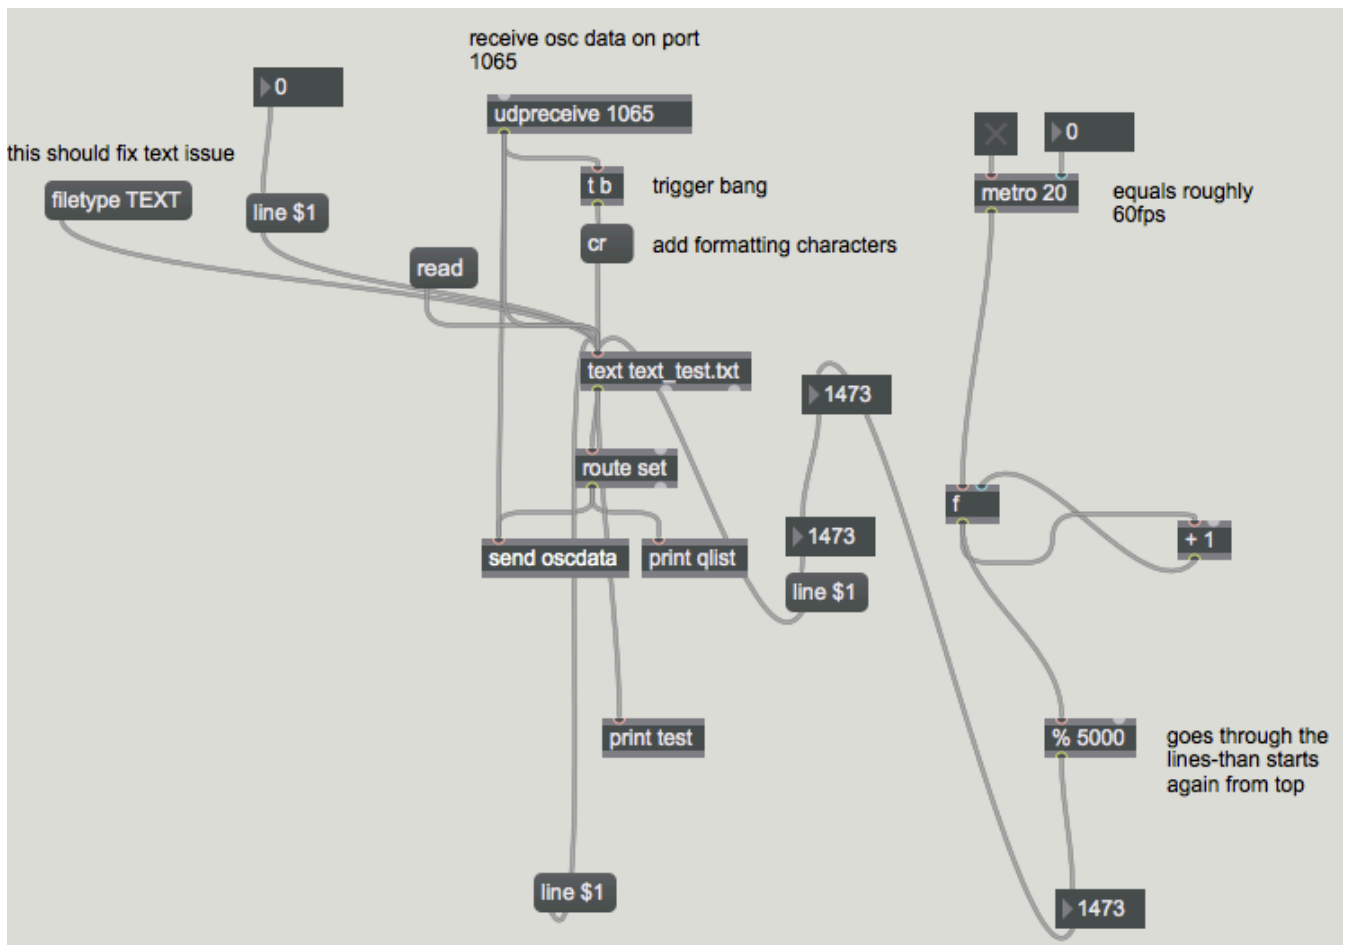 receive osc data on port
1065
0
udpreceive 1065
0
this should fix text issue
filetype TEXT
line $1
t b
trigger bang
metro 20
equals roughly
60fps
cr
add formatting characters
read
text text_test.txt
1473
route set
f
send oscdata
print qlist
1473
+ 1
line $1
print test
% 5000
goes through the
lines-than starts
again from top
line $1
1473